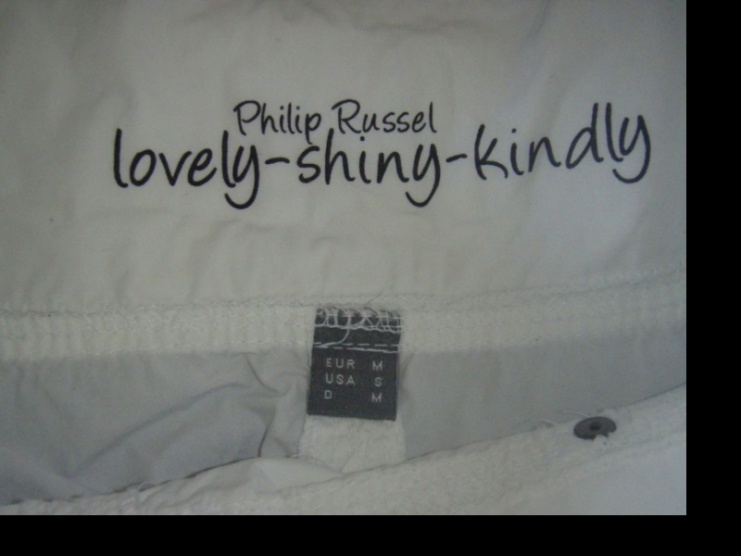 Philip Russel
lovely-shiny-kindly
EUR M
USA S
D M